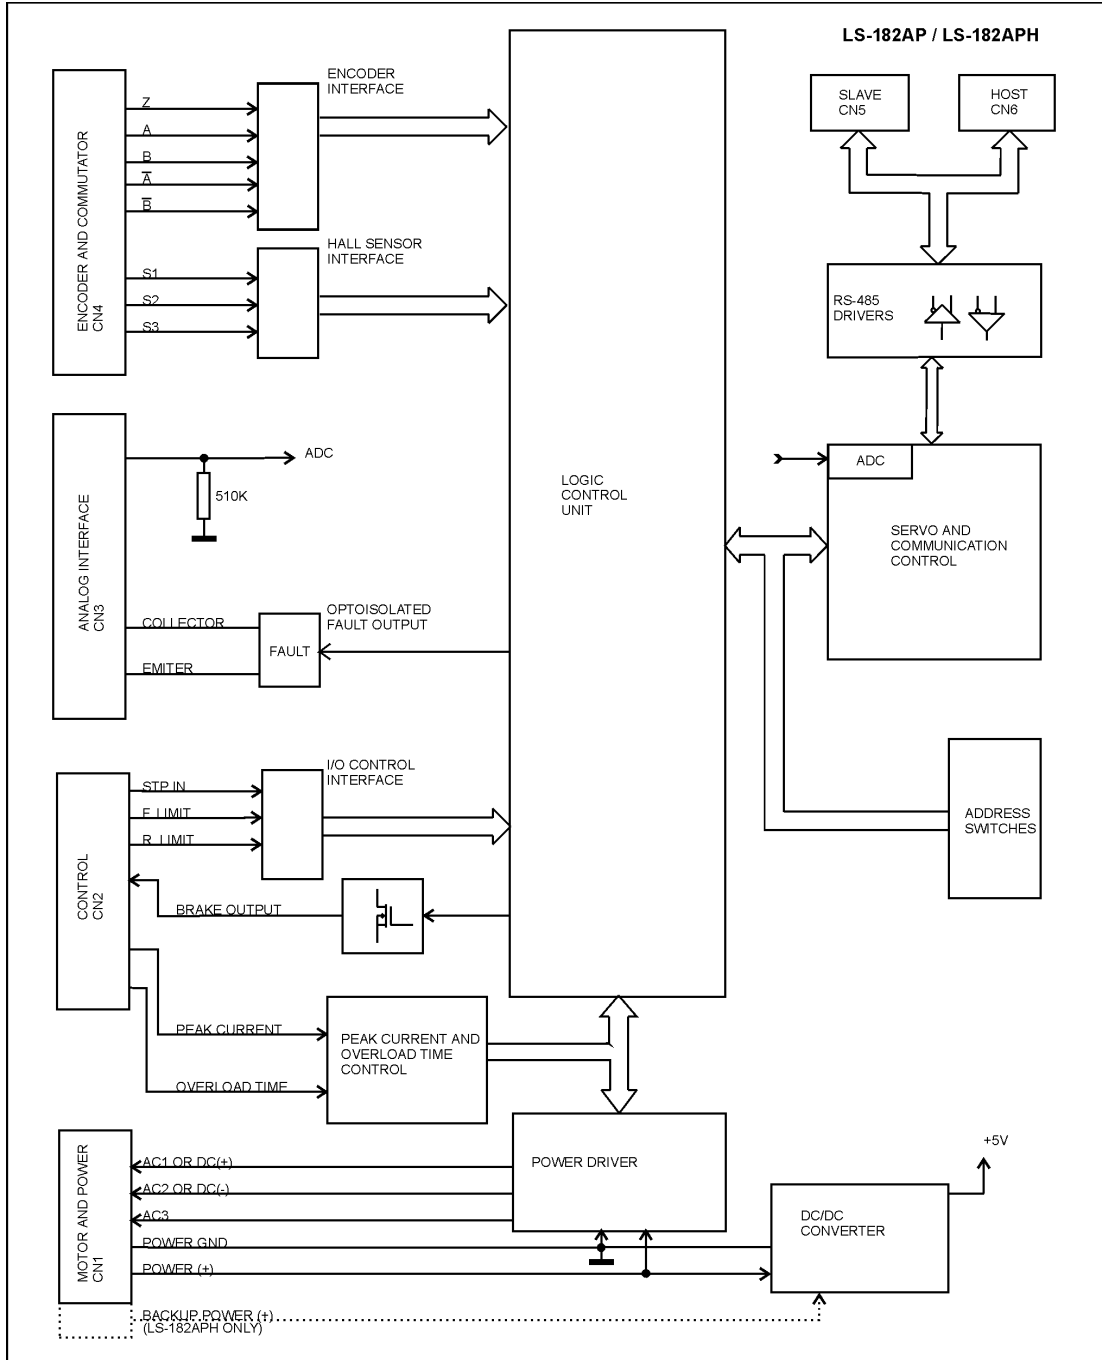 LS-182AP / LS-182APH
ENCODER
INTERFACE
SLAVE
CN5
HOST
CN6
ENCODER AND COMMUTATOR
CN4
Z
A
B
A̅
B̅
HALL SENSOR
INTERFACE
S1
S2
S3
RS-485
DRIVERS
ANALOG INTERFACE
CN3
ADC
510K
LOGIC
CONTROL
UNIT
ADC
SERVO AND
COMMUNICATION
CONTROL
COLLECTOR
EMITER
FAULT
OPTOISOLATED
FAULT OUTPUT
CONTROL
CN2
STP IN
F_LIMIT
R_LIMIT
I/O CONTROL
INTERFACE
ADDRESS
SWITCHES
BRAKE OUTPUT
PEAK CURRENT
OVERLOAD TIME
PEAK CURRENT AND
OVERLOAD TIME
CONTROL
MOTOR AND POWER
CN1
AC1 OR DC(+)
AC2 OR DC(-)
AC3
POWER GND
POWER (+)
BACKUP POWER (+)
(LS-182APH ONLY)
POWER DRIVER
DC/DC
CONVERTER
+5V